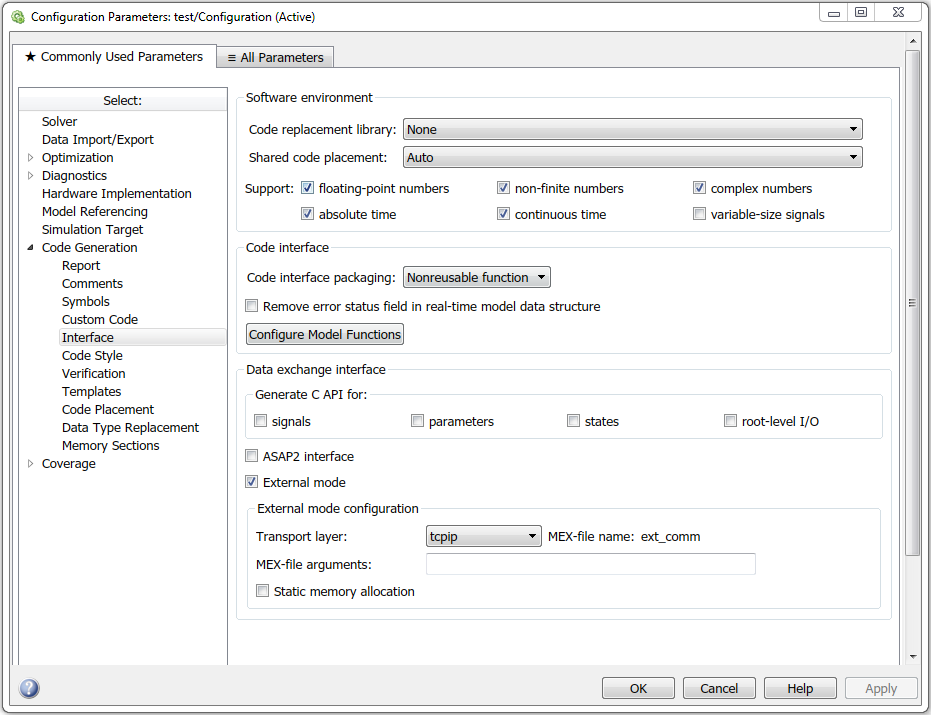 Configuration Parameters: test/Configuration (Active)
★ Commonly Used Parameters
≡ All Parameters
Select:
Solver
Data Import/Export
Optimization
Diagnostics
Hardware Implementation
Model Referencing
Simulation Target
Code Generation
Report
Comments
Symbols
Custom Code
Interface
Code Style
Verification
Templates
Code Placement
Data Type Replacement
Memory Sections
Coverage
Software environment
Code replacement library: None
Shared code placement: Auto
Support: floating-point numbers non-finite numbers complex numbers
absolute time continuous time variable-size signals
Code interface
Code interface packaging: Nonreusable function
Remove error status field in real-time model data structure
Configure Model Functions
Data exchange interface
Generate C API for:
signals parameters states root-level I/O
ASAP2 interface
External mode
External mode configuration
Transport layer: tcpip MEX-file name: ext_comm
MEX-file arguments:
Static memory allocation
? OK Cancel Help Apply